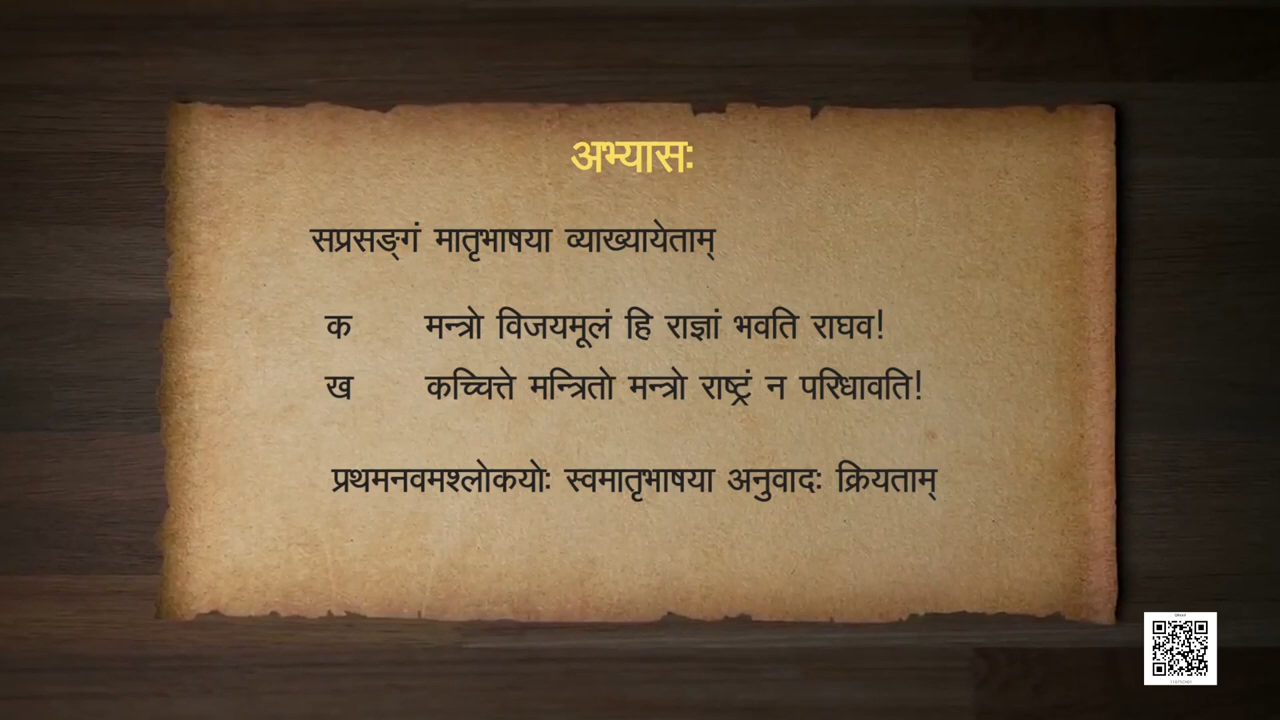 अभ्यासः
सप्रसङ्गं मातृभाषया व्याख्यायेताम्
क मन्त्रो विजयमूलं हि राज्ञां भवति राघव!
ख कच्चित्ते मन्त्रितो मन्त्रो राष्ट्रं न परिधावति!
प्रथमनवमश्लोकयोः स्वमातृभाषया अनुवादः क्रियताम्